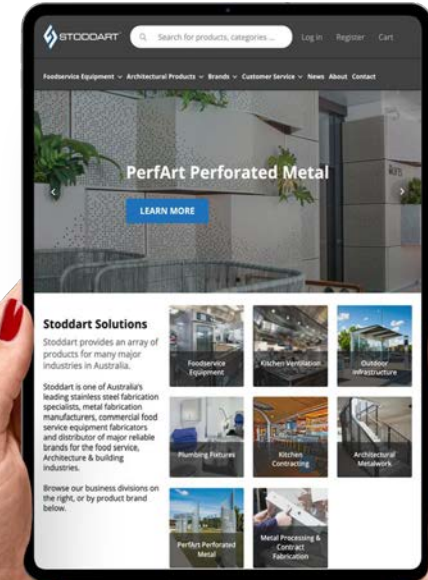 STODDART
Search for products, categories ...
Log in Register Cart
Foodservice Equipment Architectural Products Brands Customer Service News About Contact
PerfArt Perforated Metal
LEARN MORE
Stoddart Solutions
Stoddart provides an array of
products for many major
industries in Australia.
Stoddart is one of Australia's
leading stainless steel fabrication
specialists, metal fabrication
manufacturers, commercial food
service equipment fabricators
and distributor of major reliable
brands for the food service,
Architecture & building
industries.
Browse our business divisions on
the right, or by product brand
below.
Foodservice
Equipment
Kitchen Ventilation
Outdoor
Infrastructure
Plumbing Fixtures
Kitchen
Contracting
Architectural
Metalwork
PerfArt Perforated
Metal
Metal Processing &
Contract
Fabrication